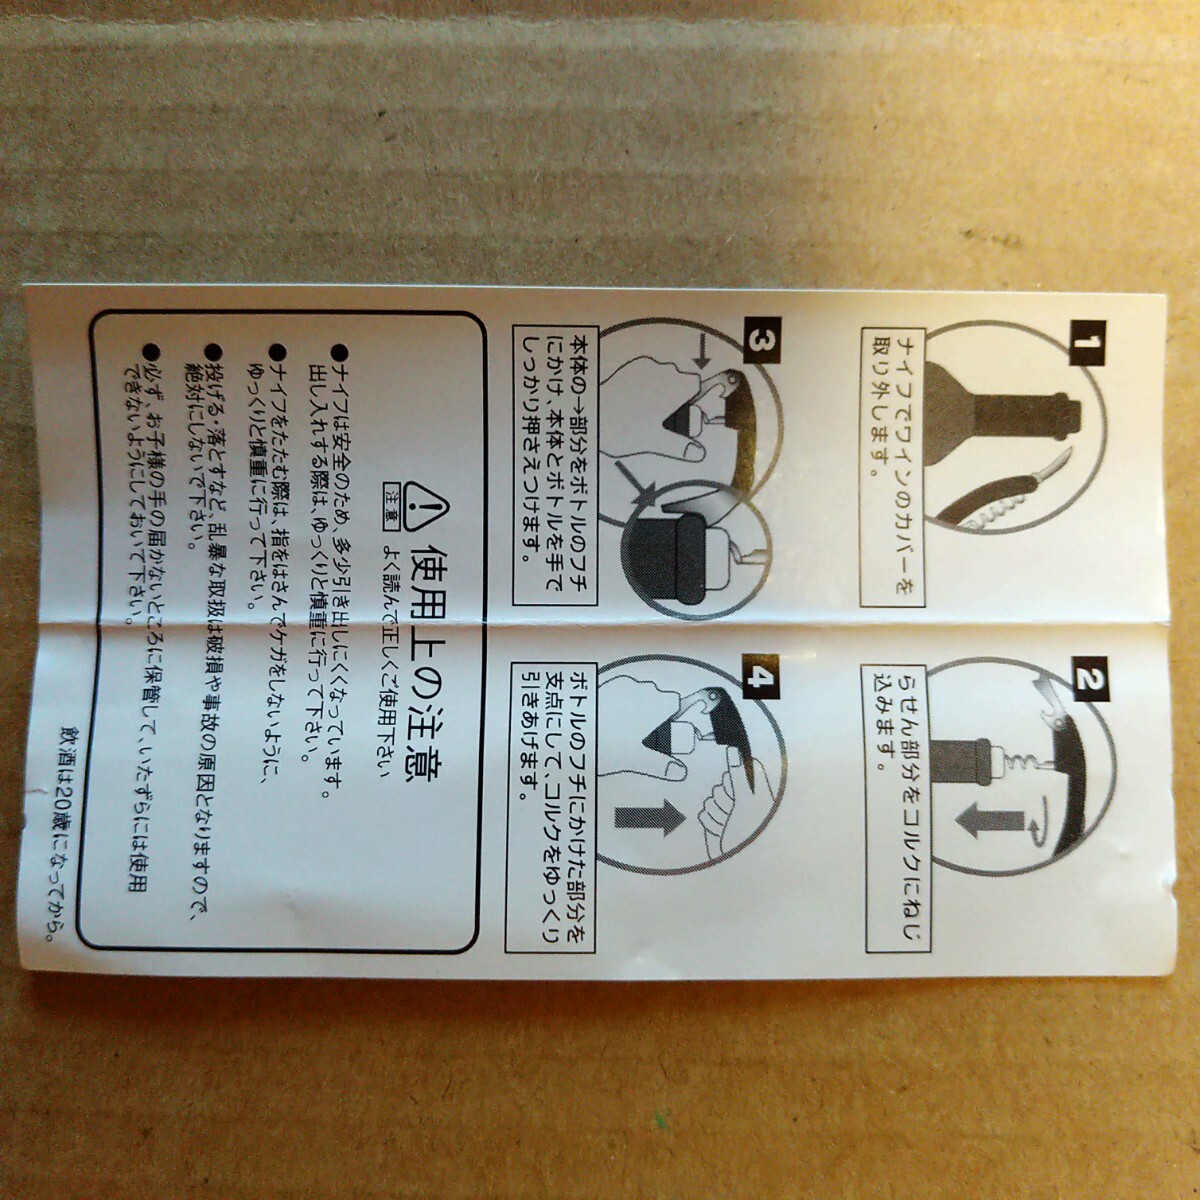 1
ナイフでワインのカバーを
取り外します。
2
らせん部分をコルクにねじ
込みます。
3
本体の→部分をボトルのフチ
にかけ、本体とボトルを手で
しっかり押さえつけます。
4
ボトルのフチにかけた部分を
支点にして、コルクをゆっくり
引きあげます。
使用上の注意
注意 よく読んで正しくご使用下さい
●ナイフは安全のため、多少引き出しにくくなっています。
出し入れする際は、ゆっくりと慎重に行って下さい。
●ナイフをたたむ際は、指をはさんでケガをしないように、
ゆっくりと慎重に行って下さい。
●投げる・落とすなど 乱暴な取扱は破損や事故の原因となりますので、
絶対にしないで下さい。
●必ず、お子様の手の届かないところに保管して、いたずらには使用
できないようにしておいて下さい。
飲酒は20歳になってから。